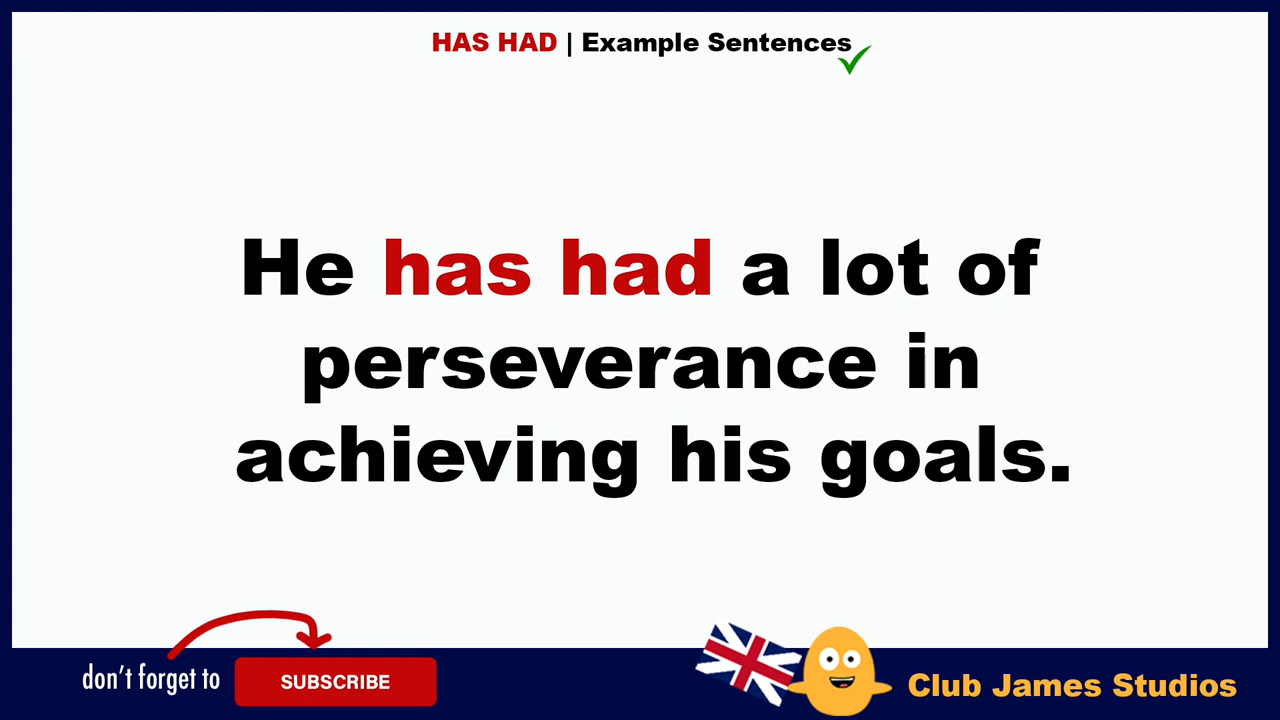 HAS HAD | Example Sentences
He has had a lot of
perseverance in
achieving his goals.
don't forget to
SUBSCRIBE
Club James Studios